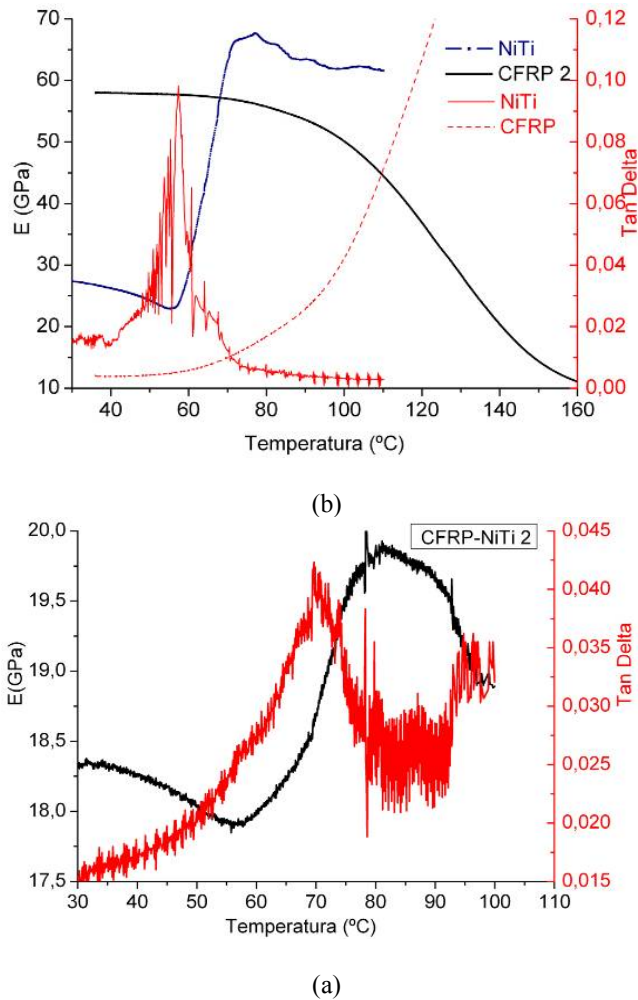 70
60
50
40
30
20
10
E (GPa)
NiTi
CFRP 2
NiTi
CFRP
0,12
0,10
0,08
0,06
0,04
0,02
0,00
Tan Delta
40 60 80 100 120 140 160
Temperatura (ºC)
(b)
20,0
19,5
19,0
18,5
18,0
17,5
E(GPa)
CFRP-NiTi 2
0,045
0,040
0,035
0,030
0,025
0,020
0,015
Tan Delta
30 40 50 60 70 80 90 100 110
Temperatura (ºC)
(a)